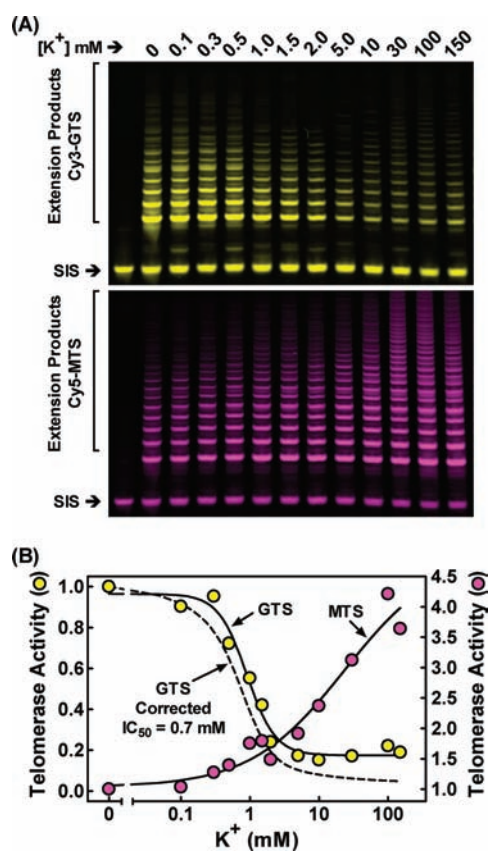 (A)
[K+] mM → 0 0.1 0.3 0.5 1.0 1.5 2.0 5.0 10 30 100 150
Extension Products
Cy3-GTS
SIS →
Extension Products
Cy5-MTS
SIS →
(B)
Telomerase Activity ( )
1.0
0.8
0.6
0.4
0.2
0.0
GTS
MTS
GTS
Corrected
IC50 = 0.7 mM
4.5
4.0
3.5
3.0
2.5
2.0
1.5
1.0
Telomerase Activity ( )
0 0.1 1 10 100
K+ (mM)